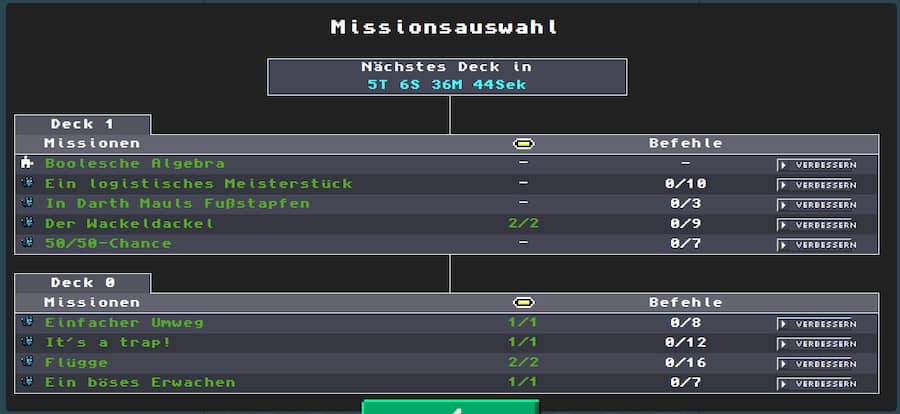 Missionsauswahl
Nächstes Deck in
5T 6S 36M 44Sek
Deck 1
Missionen Befehle
Boolesche Algebra – – VERBESSERN
Ein logistisches Meisterstück – 0/10 VERBESSERN
In Darth Mauls Fußstapfen – 0/3 VERBESSERN
Der Wackeldackel 2/2 0/9 VERBESSERN
50/50-Chance – 0/7 VERBESSERN
Deck 0
Missionen Befehle
Einfacher Umweg 1/1 0/8 VERBESSERN
It's a trap! 1/1 0/12 VERBESSERN
Flügge 2/2 0/16 VERBESSERN
Ein böses Erwachen 1/1 0/7 VERBESSERN